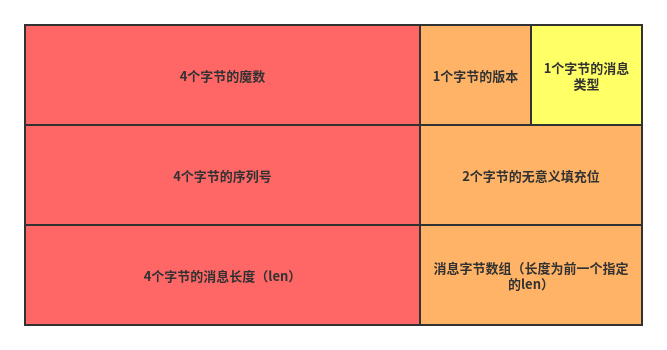 4个字节的魔数
1个字节的版本
1个字节的消息
类型
4个字节的序列号
2个字节的无意义填充位
4个字节的消息长度（len）
消息字节数组（长度为前一个指定
的len）